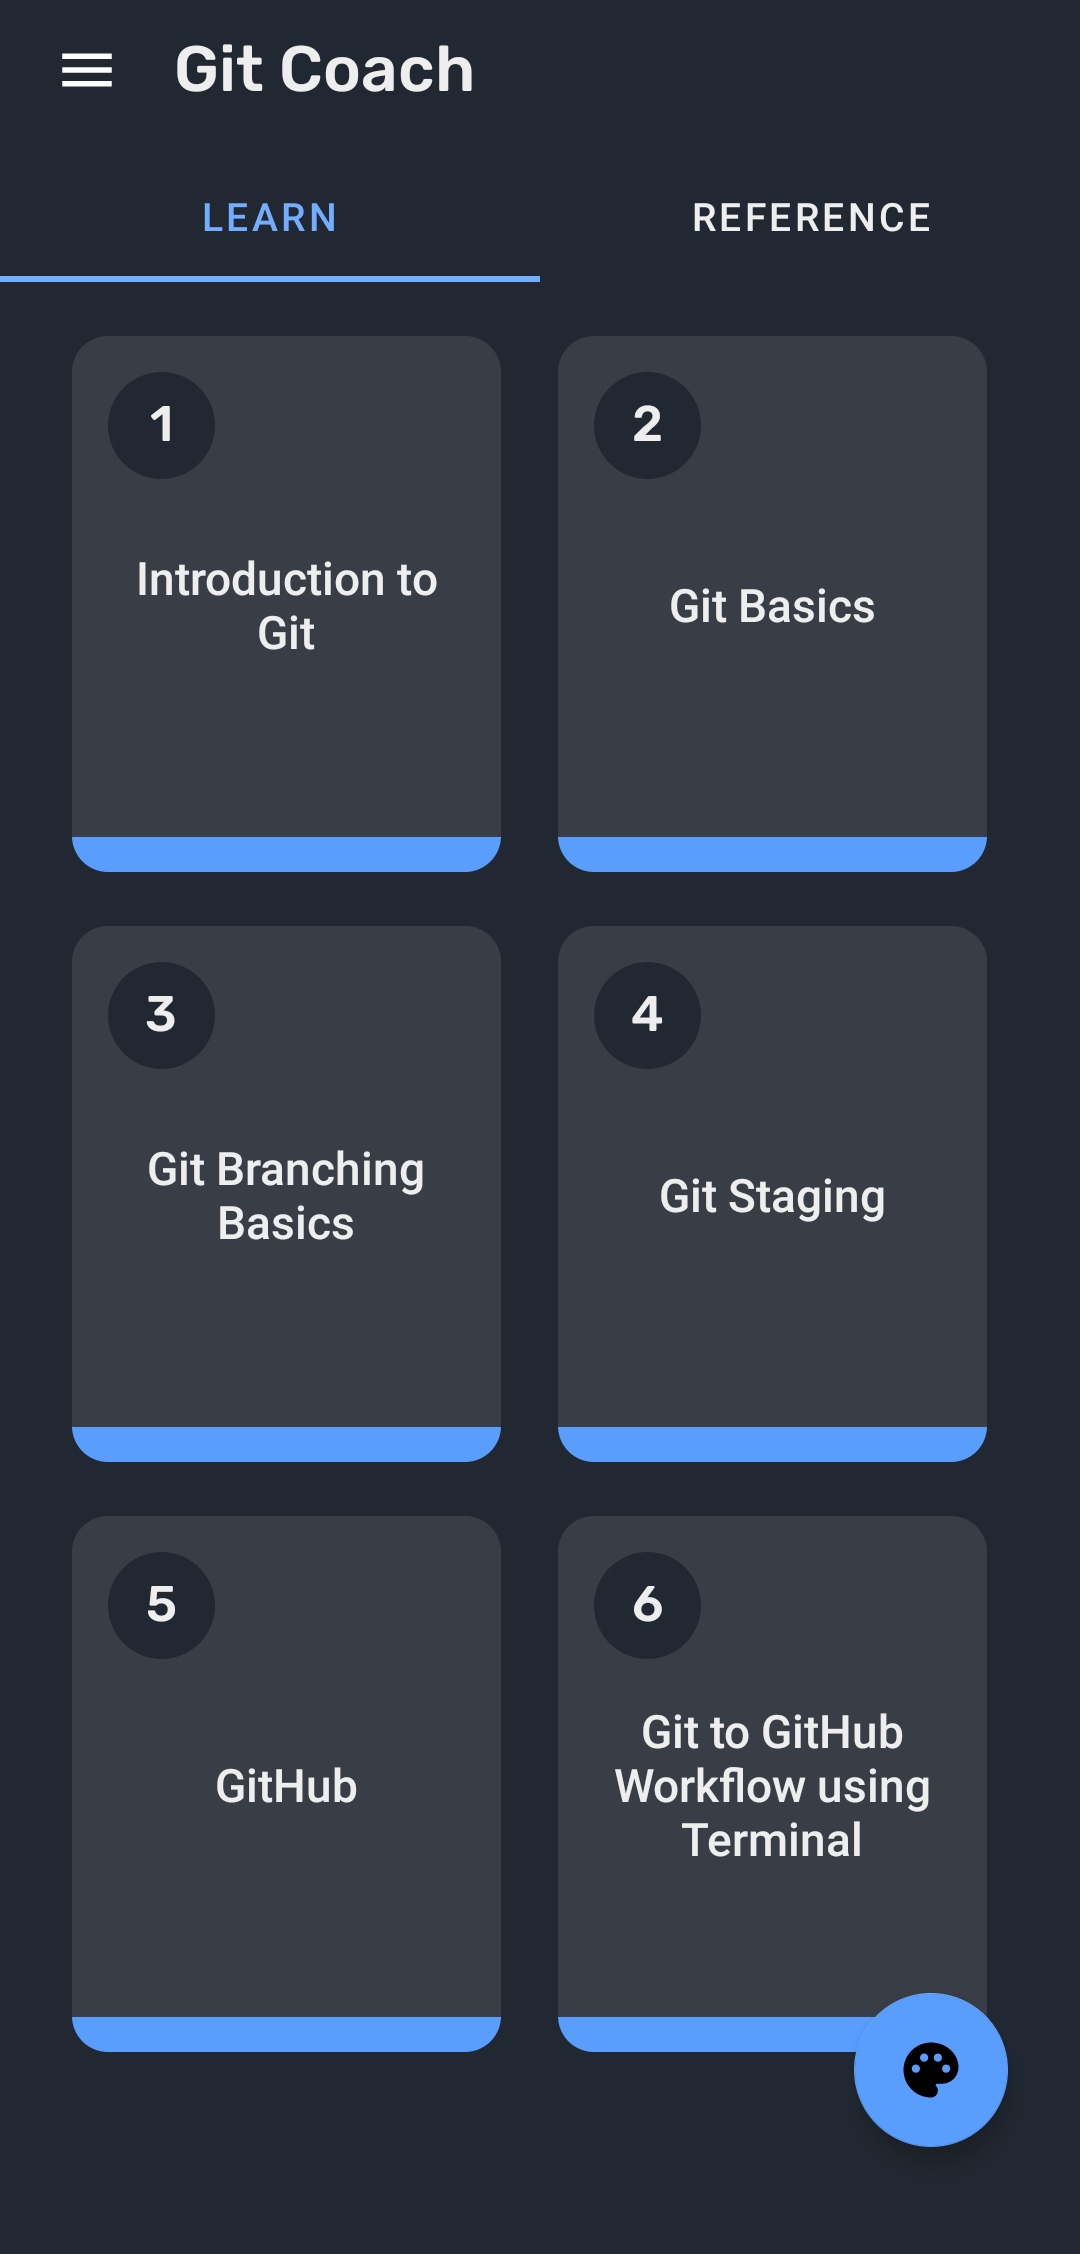 Git Coach
LEARN
REFERENCE
1
Introduction to
Git
2
Git Basics
3
Git Branching
Basics
4
Git Staging
5
GitHub
6
Git to GitHub
Workflow using
Terminal